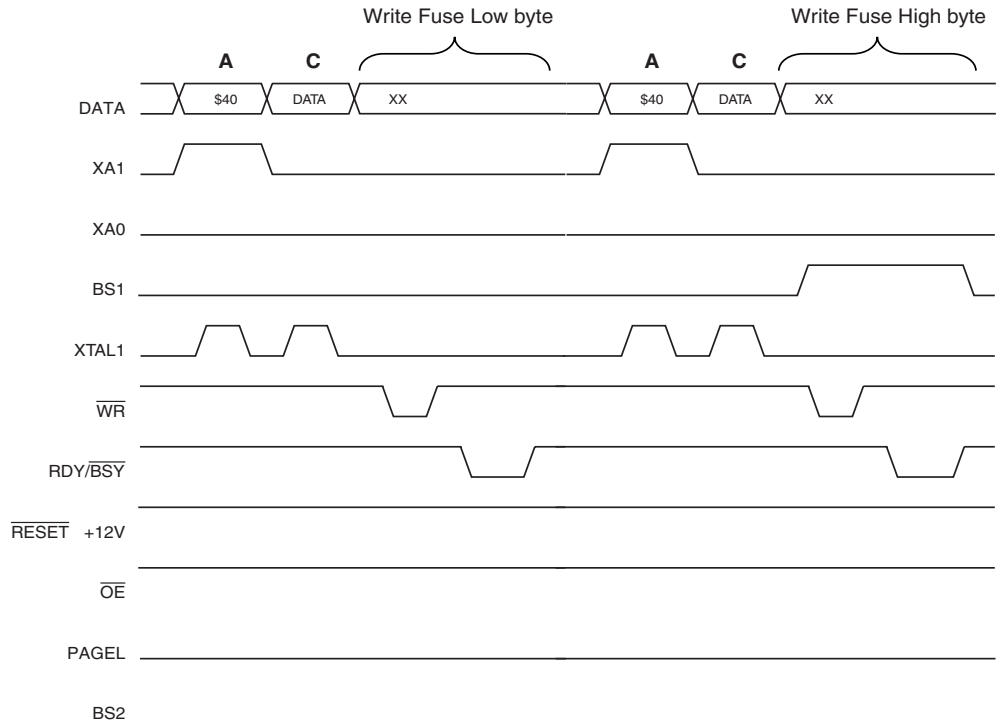 Write Fuse Low byte Write Fuse High byte
A C A C
DATA $40 DATA XX $40 DATA XX
XA1
XA0
BS1
XTAL1
WR
RDY/BSY
RESET +12V
OE
PAGEL
BS2